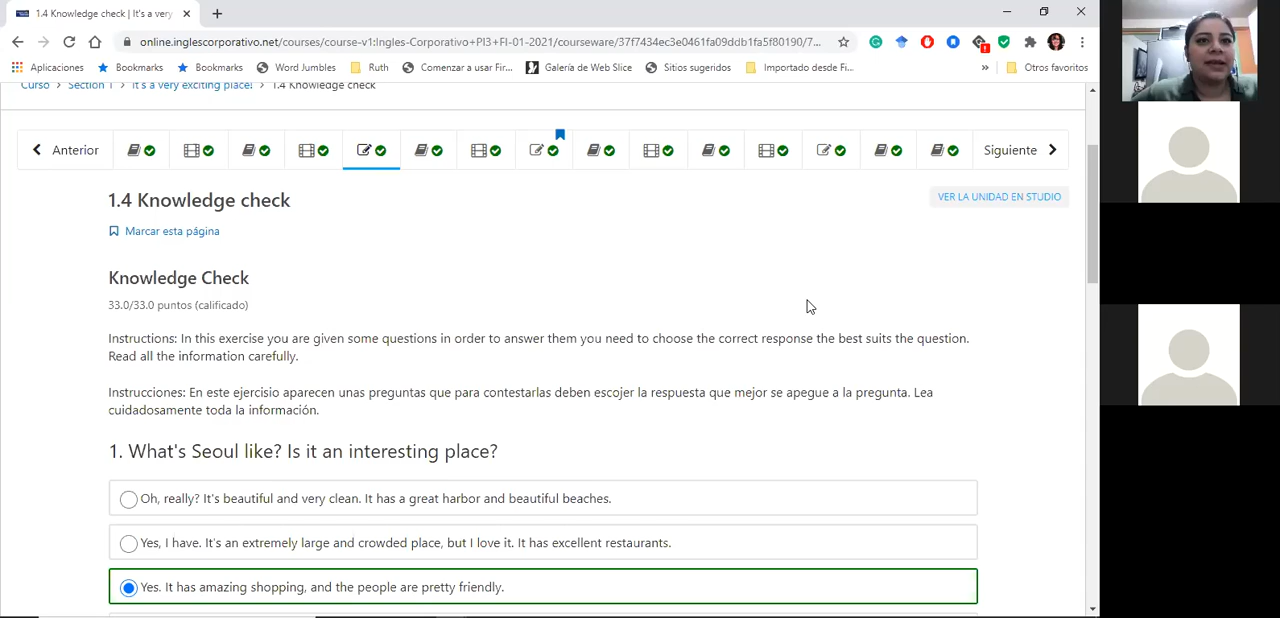 1.4 Knowledge check | It's a very
online.inglescorporativo.net/courses/course-v1:Ingles-Corporativo+PI3+FI-01-2021/courseware/37f7434ec3e0461fa09ddb1fa5f80190/7...
Aplicaciones Bookmarks Bookmarks Word Jumbles Ruth Comenzar a usar Fir... Galería de Web Slice Sitios sugeridos Importado desde Fi... » Otros favoritos
Curso Section 1 It's a very exciting place! 1.4 Knowledge check
Anterior Siguiente
1.4 Knowledge check
VER LA UNIDAD EN STUDIO
Marcar esta página
Knowledge Check
33.0/33.0 puntos (calificado)
Instructions: In this exercise you are given some questions in order to answer them you need to choose the correct response the best suits the question.
Read all the information carefully.
Instrucciones: En este ejercisio aparecen unas preguntas que para contestarlas deben escojer la respuesta que mejor se apegue a la pregunta. Lea
cuidadosamente toda la información.
1. What's Seoul like? Is it an interesting place?
Oh, really? It's beautiful and very clean. It has a great harbor and beautiful beaches.
Yes, I have. It's an extremely large and crowded place, but I love it. It has excellent restaurants.
Yes. It has amazing shopping, and the people are pretty friendly.